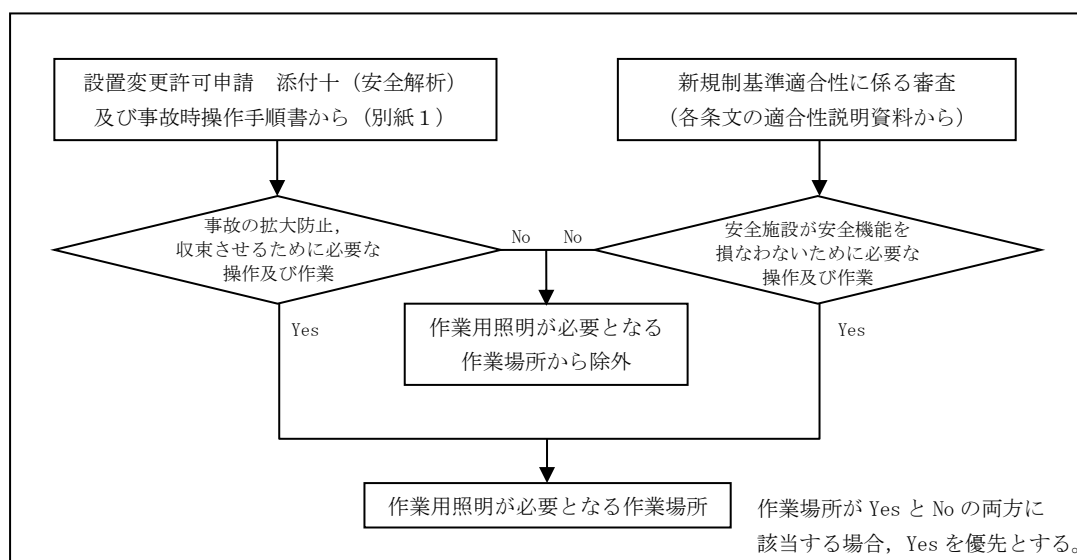 設置変更許可申請 添付十（安全解析）
及び事故時操作手順書から（別紙１）
新規制基準適合性に係る審査
（各条文の適合性説明資料から）
事故の拡大防止，
収束させるために必要な
操作及び作業
No
No
安全施設が安全機能を
損なわないために必要な
操作及び作業
Yes
作業用照明が必要となる
作業場所から除外
Yes
作業用照明が必要となる作業場所
作業場所が Yes と No の両方に
該当する場合，Yes を優先とする。